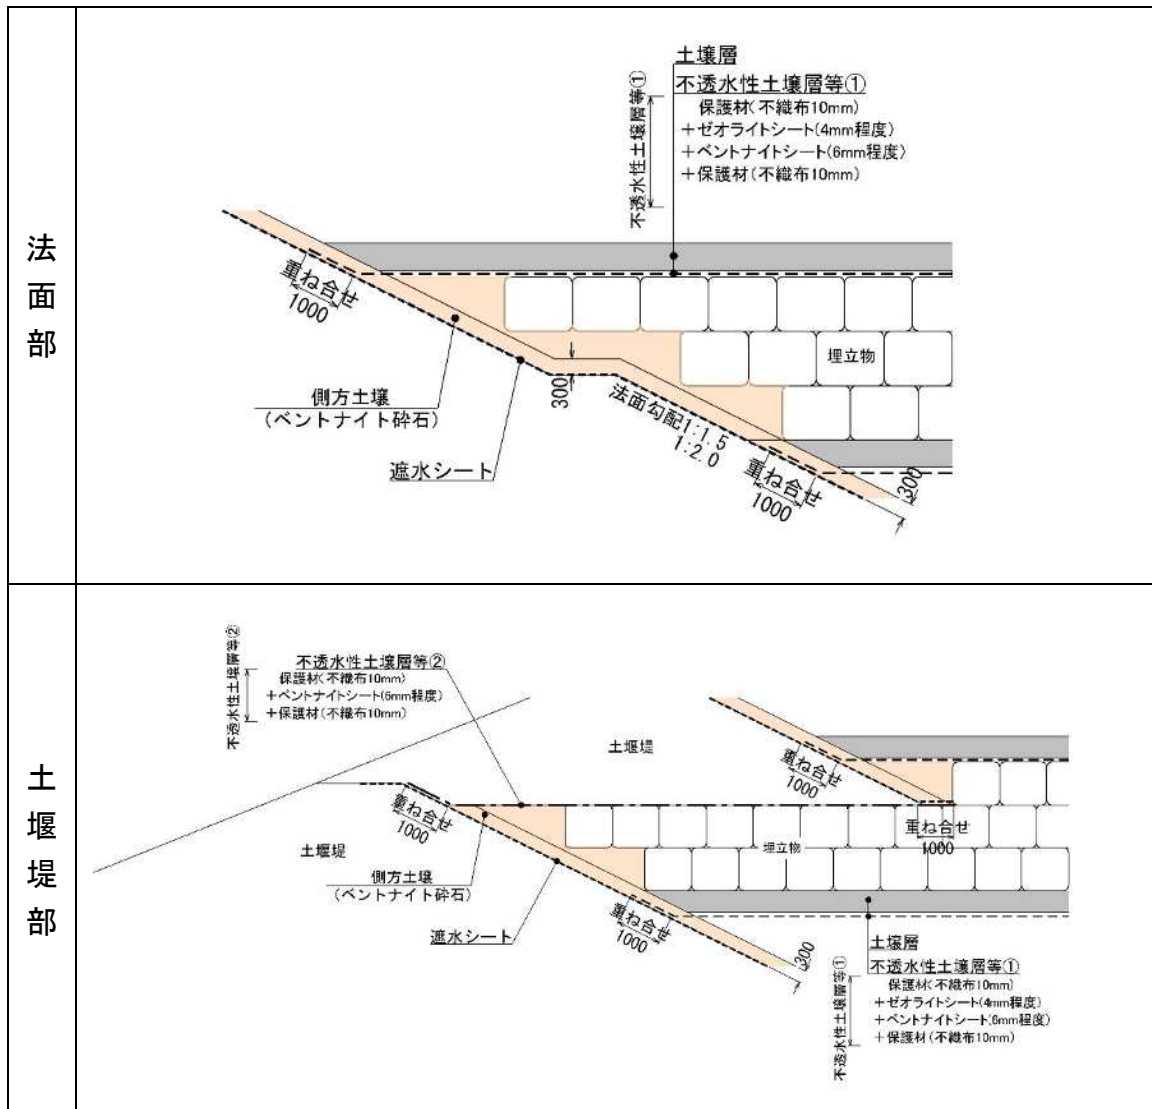 法面部
土壌層
不透水性土壌層等①
保護材(不織布10mm)
+ゼオライトシート(4mm程度)
+ベントナイトシート(6mm程度)
+保護材(不織布10mm)
不透水性土壌層等①
重ね合せ
1000
埋立物
側方土壌
(ベントナイト砕石)
300
法面勾配1:1.5
1:2.0
遮水シート
重ね合せ
1000
300
土堰堤部
不透水性土壌層等②
不透水性土壌層等②
保護材(不織布10mm)
+ベントナイトシート(6mm程度)
+保護材(不織布10mm)
土堰堤
重ね合せ
1000
重ね合せ
1000
重ね合せ
1000
土堰堤
埋立物
側方土壌
(ベントナイト砕石)
遮水シート
重ね合せ
1000
300
土壌層
不透水性土壌層等①
保護材(不織布10mm)
+ゼオライトシート(4mm程度)
+ベントナイトシート(6mm程度)
+保護材(不織布10mm)
不透水性土壌層等①